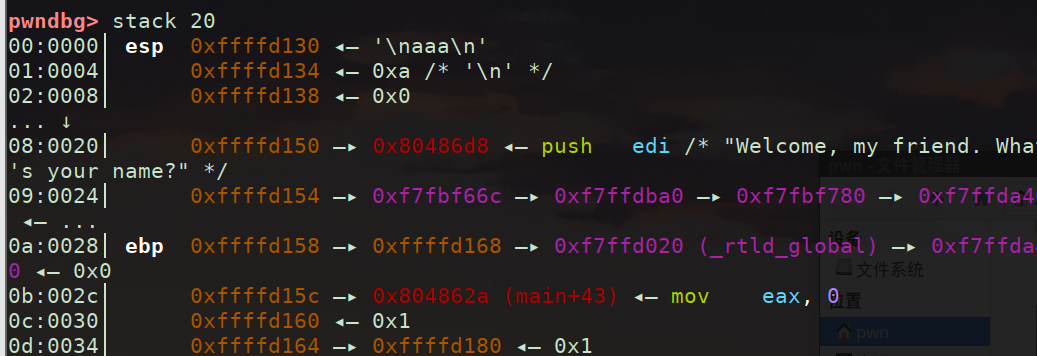 pwndbg> stack 20
00:0000│ esp 0xffffd130 ◂— '\naaa\n'
01:0004│ 0xffffd134 ◂— 0xa /* '\n' */
02:0008│ 0xffffd138 ◂— 0x0
... ↓
08:0020│ 0xffffd150 —▸ 0x80486d8 ◂— push edi /* "Welcome, my friend. Wha
's your name?" */
09:0024│ 0xffffd154 —▸ 0xf7fbf66c —▸ 0xf7ffdba0 —▸ 0xf7fbf780 —▸ 0xf7ffda4
◂— ...
0a:0028│ ebp 0xffffd158 —▸ 0xffffd168 —▸ 0xf7ffd020 (_rtld_global) —▸ 0xf7ffda
0 ◂— 0x0
0b:002c│ 0xffffd15c —▸ 0x804862a (main+43) ◂— mov eax, 0
0c:0030│ 0xffffd160 ◂— 0x1
0d:0034│ 0xffffd164 —▸ 0xffffd180 ◂— 0x1
pwn - 文件管理器
设备
文件系统
位置
pwn